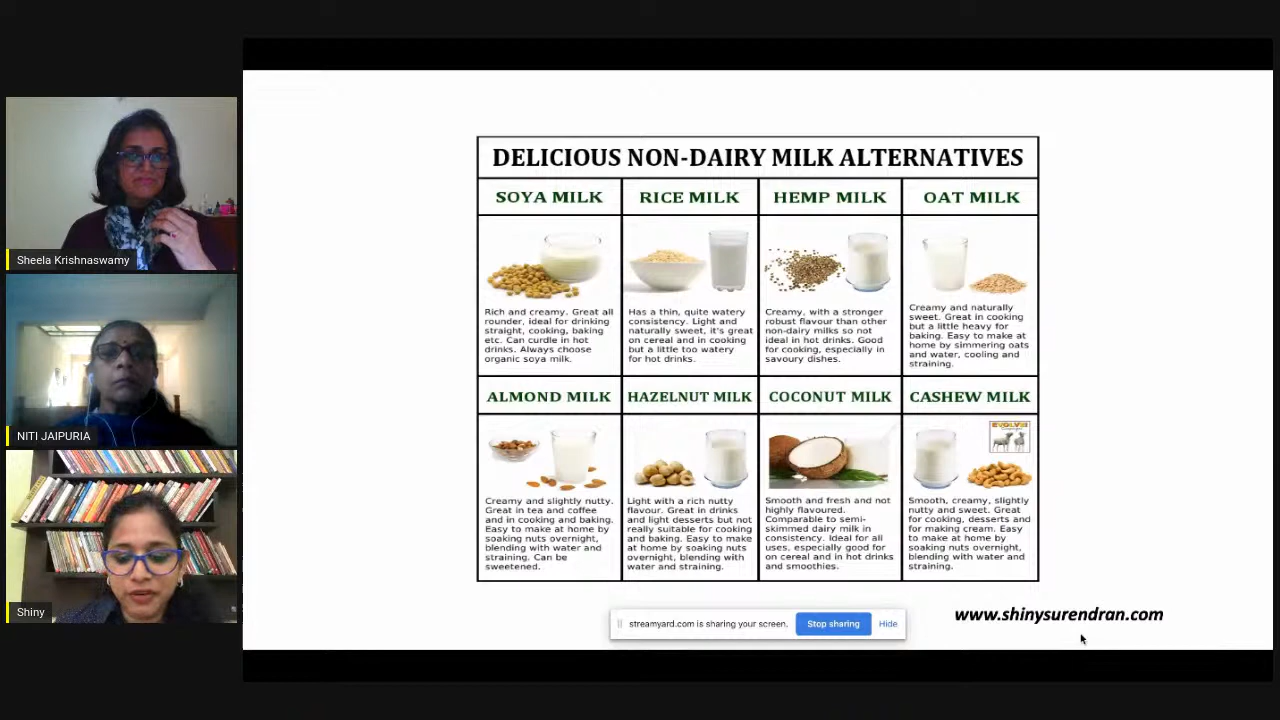 Sheela Krishnaswamy
NITI JAIPURIA
Shiny
DELICIOUS NON-DAIRY MILK ALTERNATIVES
SOYA MILK
Rich and creamy. Great all
rounder, ideal for drinking
straight, cooking, baking
etc. Can curdle in hot
drinks. Always choose
organic soya milk.
RICE MILK
Has a thin, quite watery
consistency. Light and
naturally sweet, it's great
on cereal and in cooking
but a little too watery
for hot drinks.
HEMP MILK
Creamy, with a stronger
robust flavour than other
non-dairy milks so not
ideal in hot drinks. Good
for cooking, especially in
savoury dishes.
OAT MILK
Creamy and naturally
sweet. Great in cooking
but a little heavy for
baking. Easy to make at
home by simmering oats
and water, cooling and
straining.
ALMOND MILK
Creamy and slightly nutty.
Great in tea and coffee
and in cooking and baking.
Easy to make at home by
soaking nuts overnight,
blending with water and
straining. Can be
sweetened.
HAZELNUT MILK
Light with a rich nutty
flavour. Great in drinks
and light desserts but not
really suitable for cooking
and baking. Easy to make
at home by soaking nuts
overnight, blending with
water and straining.
COCONUT MILK
Smooth and fresh and not
highly flavoured.
Comparable to semi-
skimmed dairy milk in
consistency. Ideal for all
uses, especially good for
on cereal and in hot drinks
and smoothies.
CASHEW MILK
EVOLVE!
Smooth, creamy, slightly
nutty and sweet. Great
for cooking, desserts and
for making cream. Easy
to make at home by
soaking nuts overnight,
blending with water and
straining.
streamyard.com is sharing your screen.
Stop sharing
Hide
www.shinysurendran.com